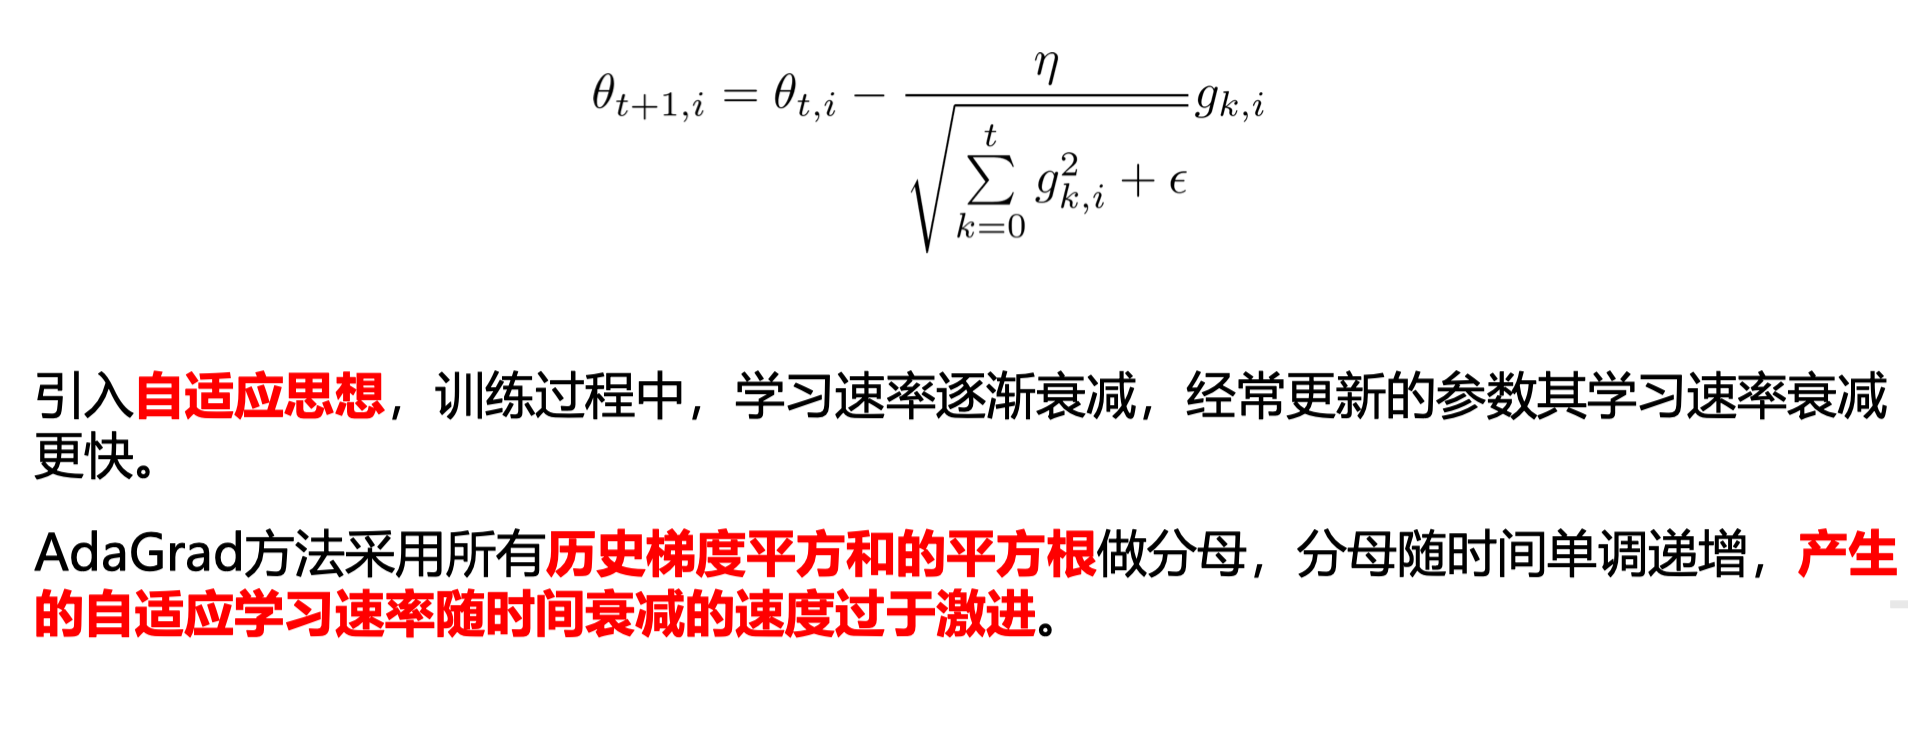 θ_{t+1,i} = θ_{t,i} − \frac{η}{\sqrt{\sum_{k=0}^{t} g_{k,i}^{2} + ϵ}} g_{k,i}
引入自适应思想，训练过程中，学习速率逐渐衰减，经常更新的参数其学习速率衰减
更快。
AdaGrad方法采用所有历史梯度平方和的平方根做分母，分母随时间单调递增，产生
的自适应学习速率随时间衰减的速度过于激进。